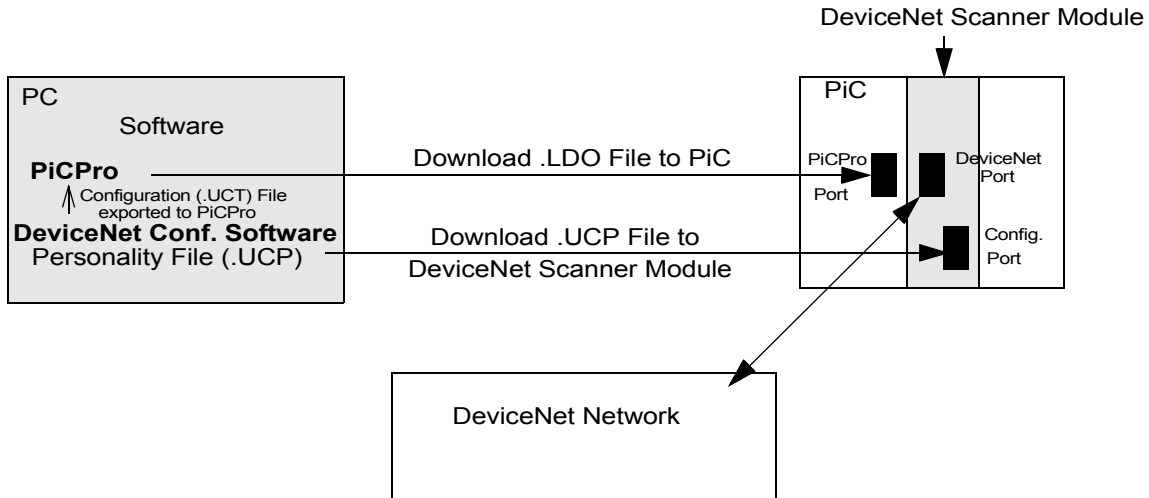 DeviceNet Scanner Module
PC
Software
PiCPro
Configuration (.UCT) File
exported to PiCPro
DeviceNet Conf. Software
Personality File (.UCP)
Download .LDO File to PiC
Download .UCP File to
DeviceNet Scanner Module
PiC
PiCPro
Port
DeviceNet
Port
Config.
Port
DeviceNet Network